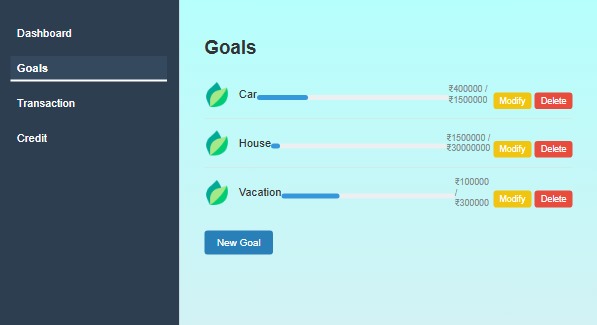 Dashboard
Goals
Transaction
Credit
Goals
Car
₹400000 /
₹1500000
Modify
Delete
House
₹1500000 /
₹30000000
Modify
Delete
Vacation
₹100000
/
₹300000
Modify
Delete
New Goal